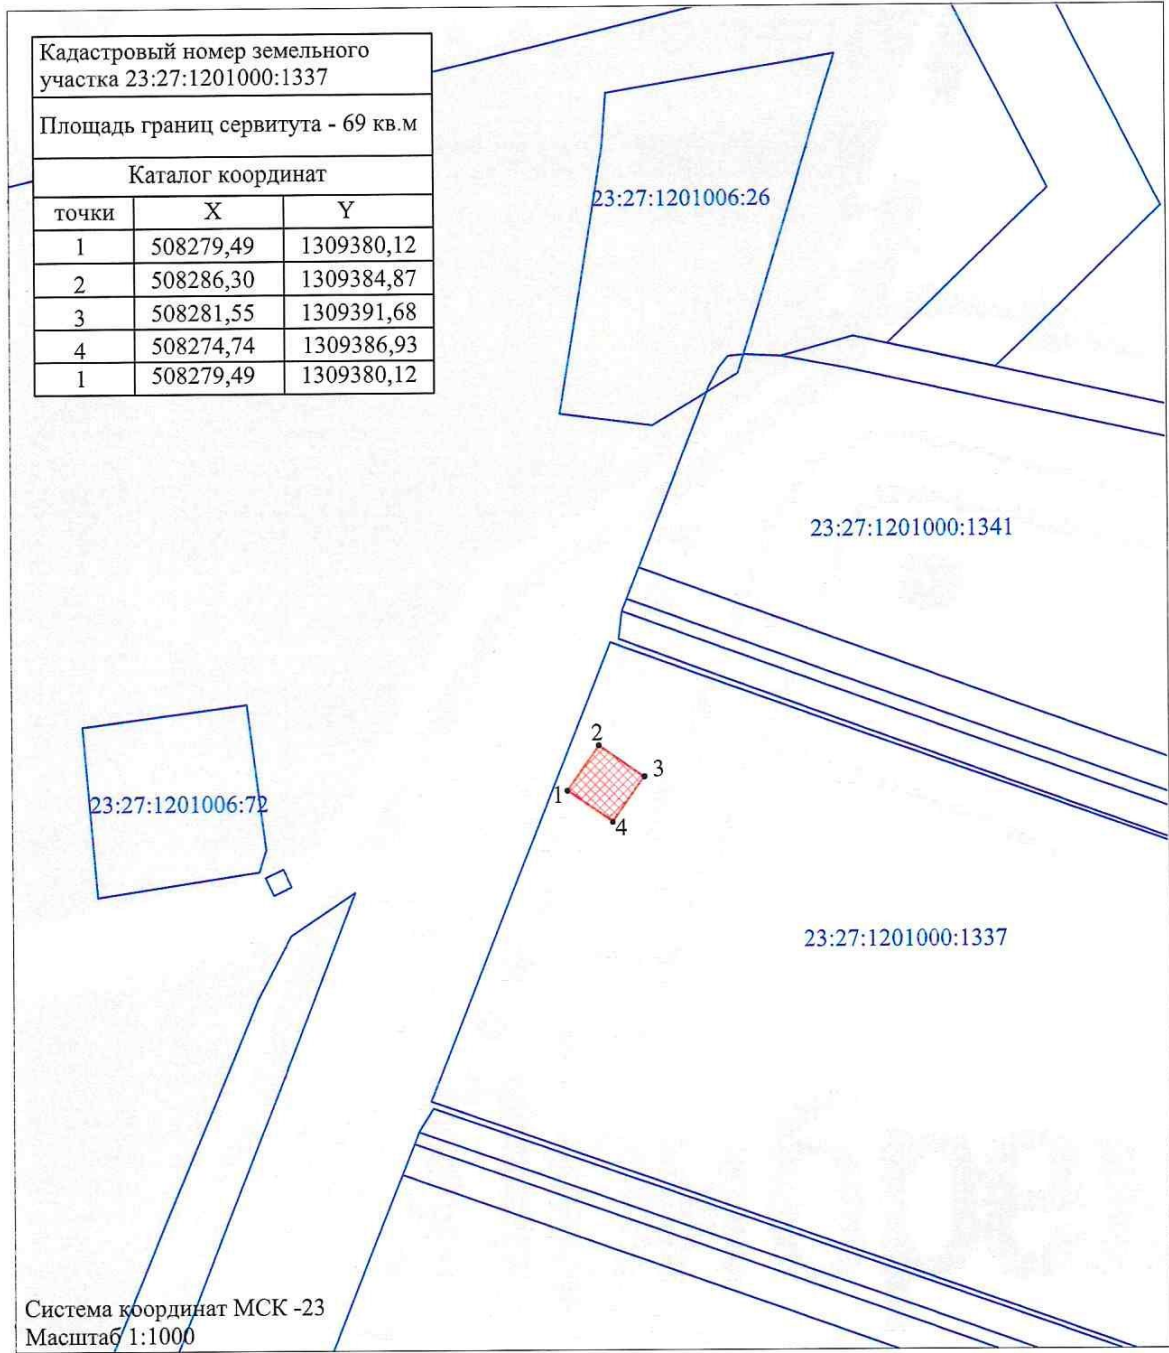 Кадастровый номер земельного
участка 23:27:1201000:1337
Площадь границ сервитута - 69 кв.м
Каталог координат
точки X Y
1 508279,49 1309380,12
2 508286,30 1309384,87
3 508281,55 1309391,68
4 508274,74 1309386,93
1 508279,49 1309380,12
23:27:1201006:26
23:27:1201000:1341
2
3
1
4
23:27:1201006:72
23:27:1201000:1337
Система координат МСК -23
Масштаб 1:1000